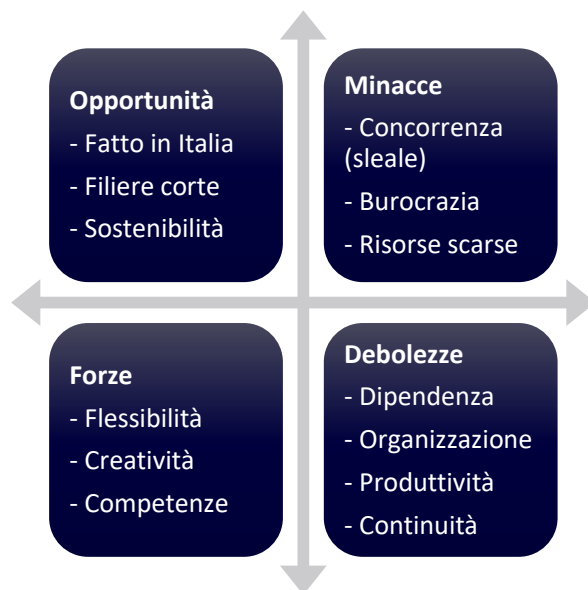 Opportunità
- Fatto in Italia
- Filiere corte
- Sostenibilità
Minacce
- Concorrenza
(sleale)
- Burocrazia
- Risorse scarse
Forze
- Flessibilità
- Creatività
- Competenze
Debolezze
- Dipendenza
- Organizzazione
- Produttività
- Continuità